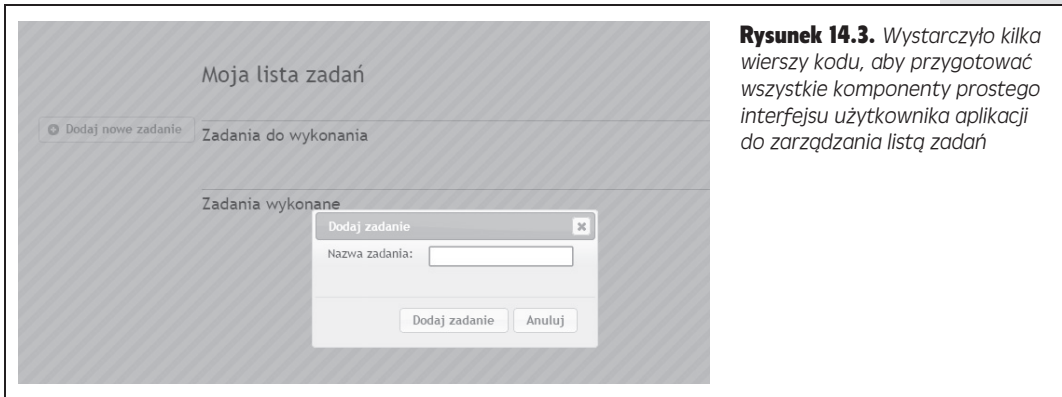 Moja lista zadań
Dodaj nowe zadanie
Zadania do wykonania
Zadania wykonane
Dodaj zadanie
Nazwa zadania:
Dodaj zadanie Anuluj
Rysunek 14.3. Wystarczyło kilka
wierszy kodu, aby przygotować
wszystkie komponenty prostego
interfejsu użytkownika aplikacji
do zarządzania listą zadań